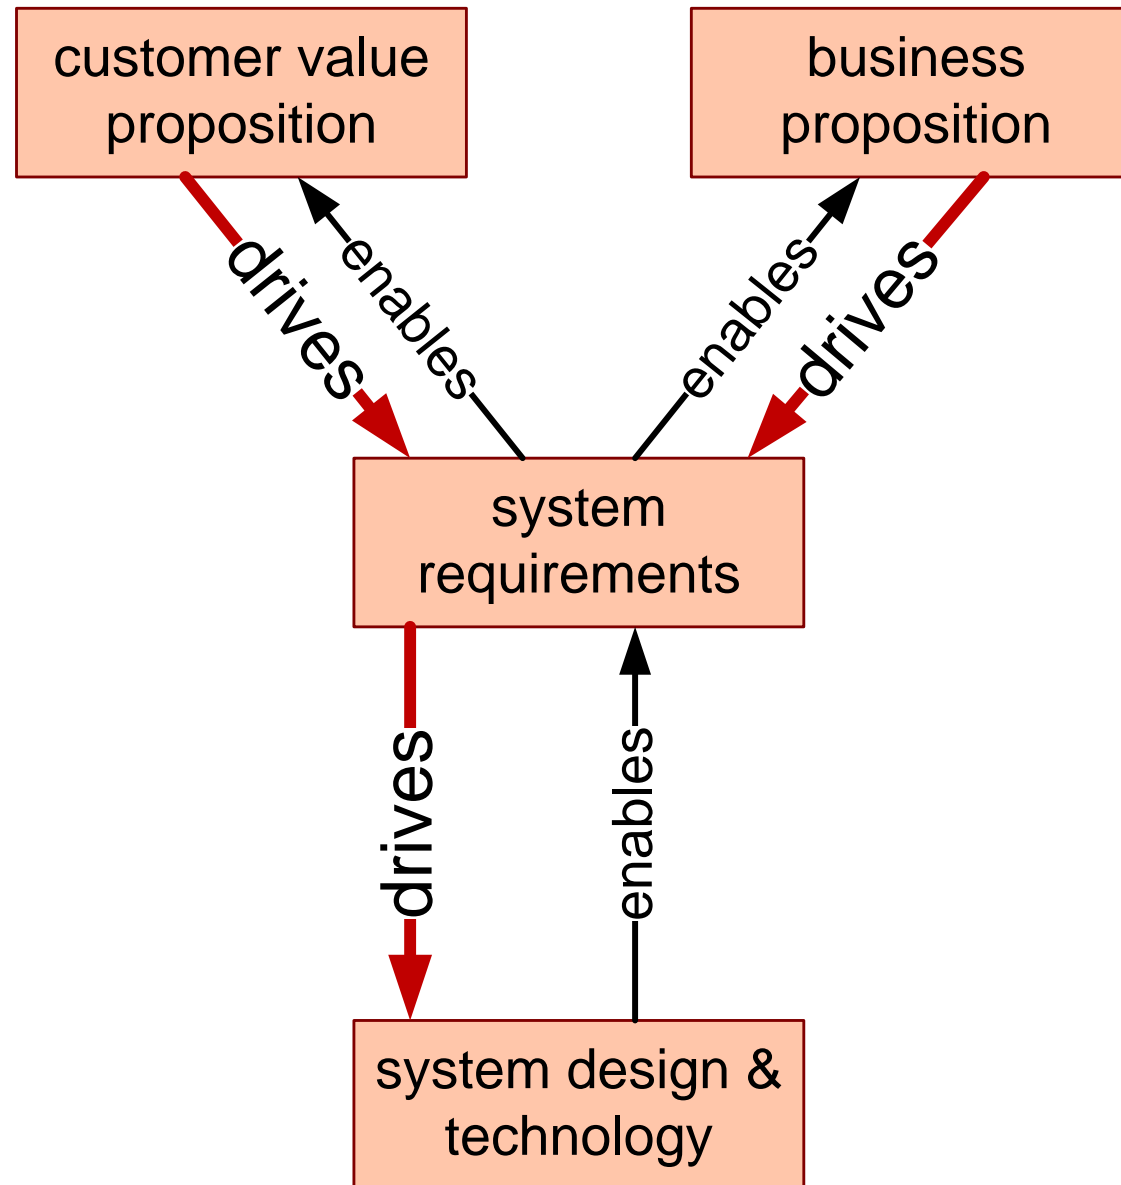 customer value
proposition
business
proposition
drives
enables
enables
drives
system
requirements
drives
enables
system design &
technology